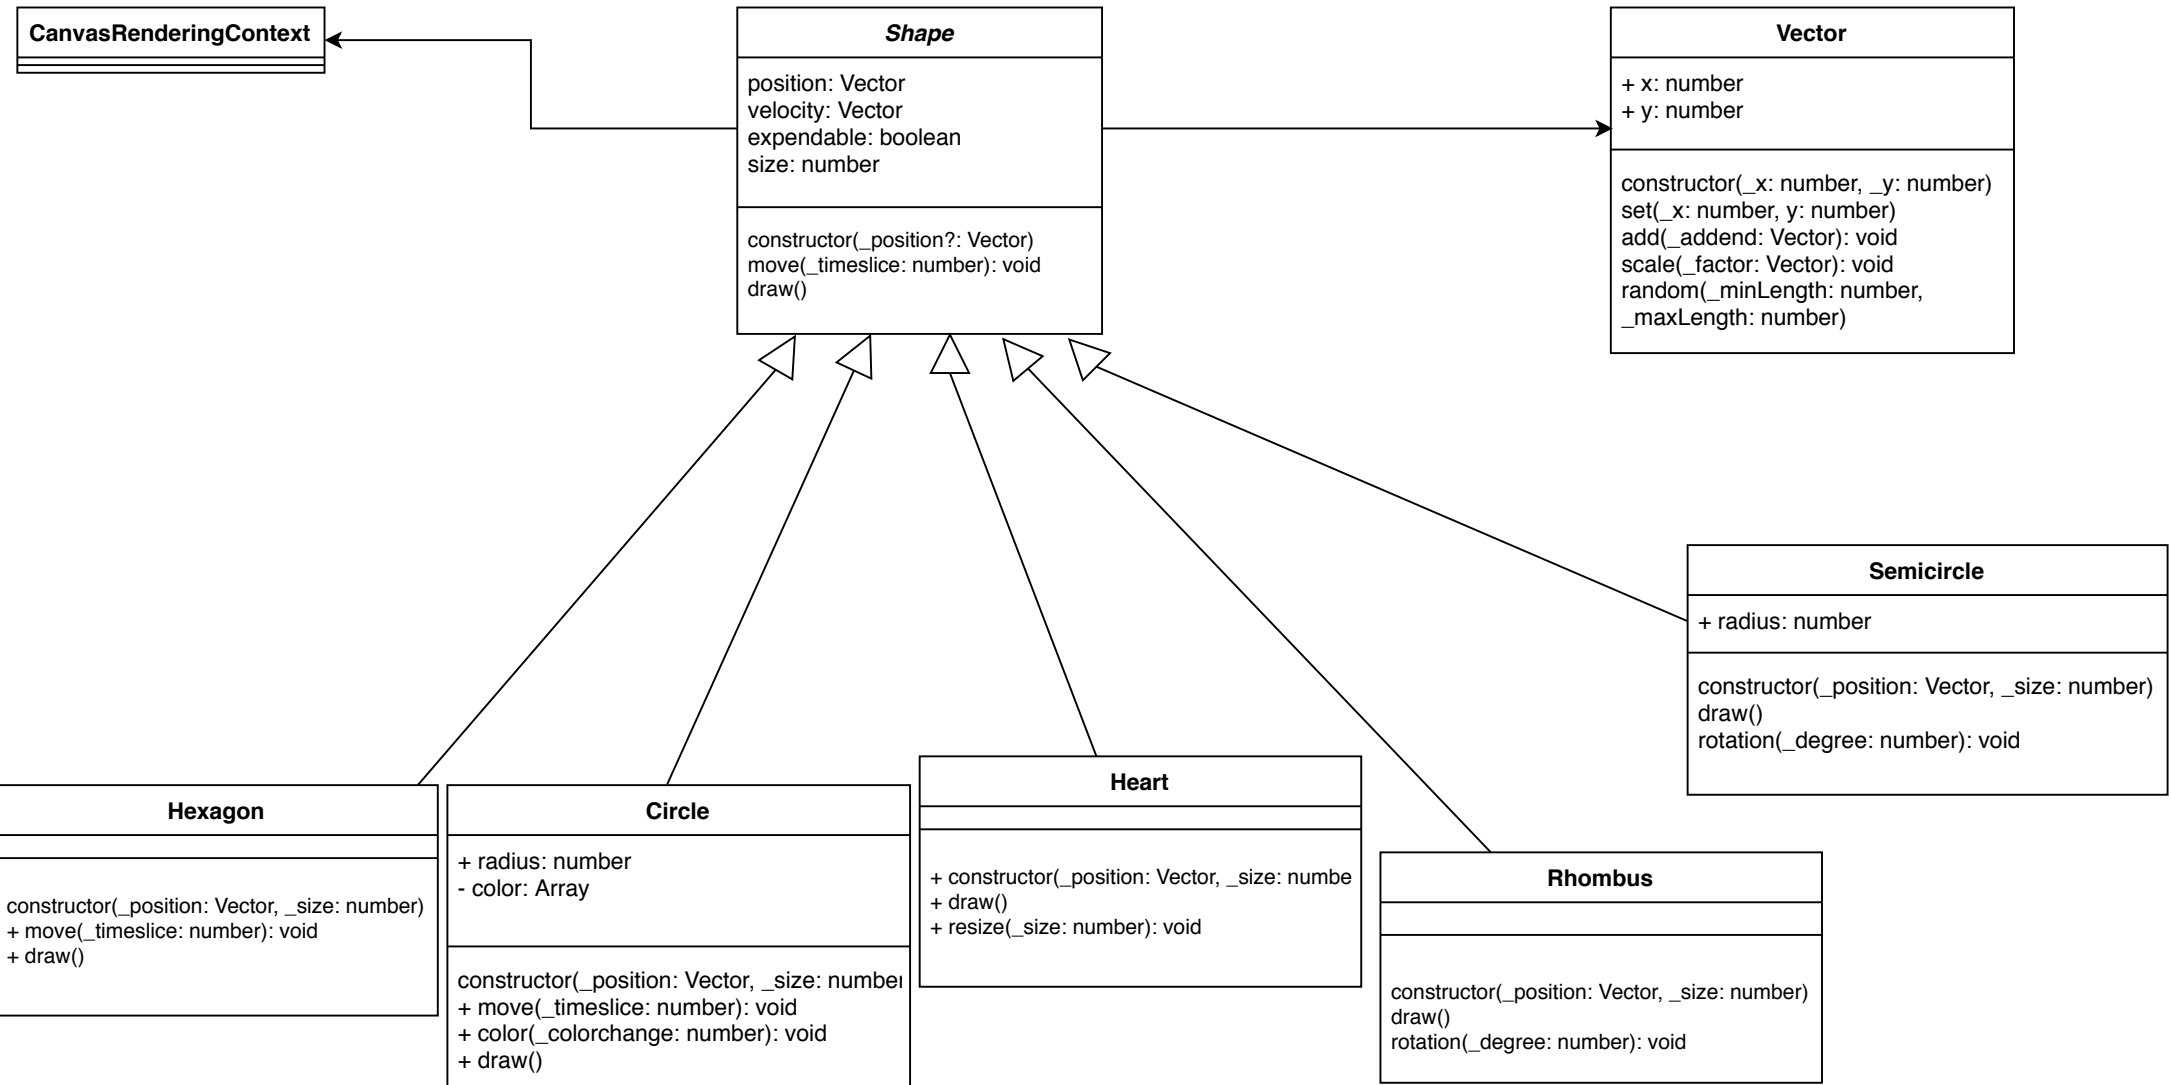 CanvasRenderingContext
Shape
position: Vector
velocity: Vector
expendable: boolean
size: number
constructor(_position?: Vector)
move(_timeslice: number): void
draw()
Vector
+ x: number
+ y: number
constructor(_x: number, _y: number)
set(_x: number, y: number)
add(_addend: Vector): void
scale(_factor: Vector): void
random(_minLength: number,
_maxLength: number)
Semicircle
+ radius: number
constructor(_position: Vector, _size: number)
draw()
rotation(_degree: number): void
Hexagon
constructor(_position: Vector, _size: number)
+ move(_timeslice: number): void
+ draw()
Circle
+ radius: number
- color: Array
constructor(_position: Vector, _size: number
+ move(_timeslice: number): void
+ color(_colorchange: number): void
+ draw()
Heart
+ constructor(_position: Vector, _size: numbe
+ draw()
+ resize(_size: number): void
Rhombus
constructor(_position: Vector, _size: number)
draw()
rotation(_degree: number): void